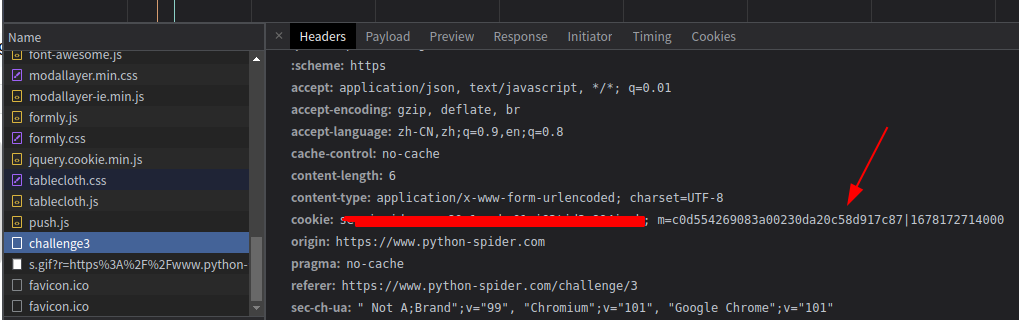 Name
font-awesome.js
modallayer.min.css
modallayer-ie.min.js
formly.js
formly.css
jquery.cookie.min.js
tablecloth.css
tablecloth.js
push.js
challenge3
s.gif?r=https%3A%2F%2Fwww.python-
favicon.ico
favicon.ico
× Headers Payload Preview Response Initiator Timing Cookies
:scheme: https
accept: application/json, text/javascript, */*; q=0.01
accept-encoding: gzip, deflate, br
accept-language: zh-CN,zh;q=0.9,en;q=0.8
cache-control: no-cache
content-length: 6
content-type: application/x-www-form-urlencoded; charset=UTF-8
cookie: ; m=c0d554269083a00230da20c58d917c87|1678172714000
origin: https://www.python-spider.com
pragma: no-cache
referer: https://www.python-spider.com/challenge/3
sec-ch-ua: " Not A;Brand";v="99", "Chromium";v="101", "Google Chrome";v="101"